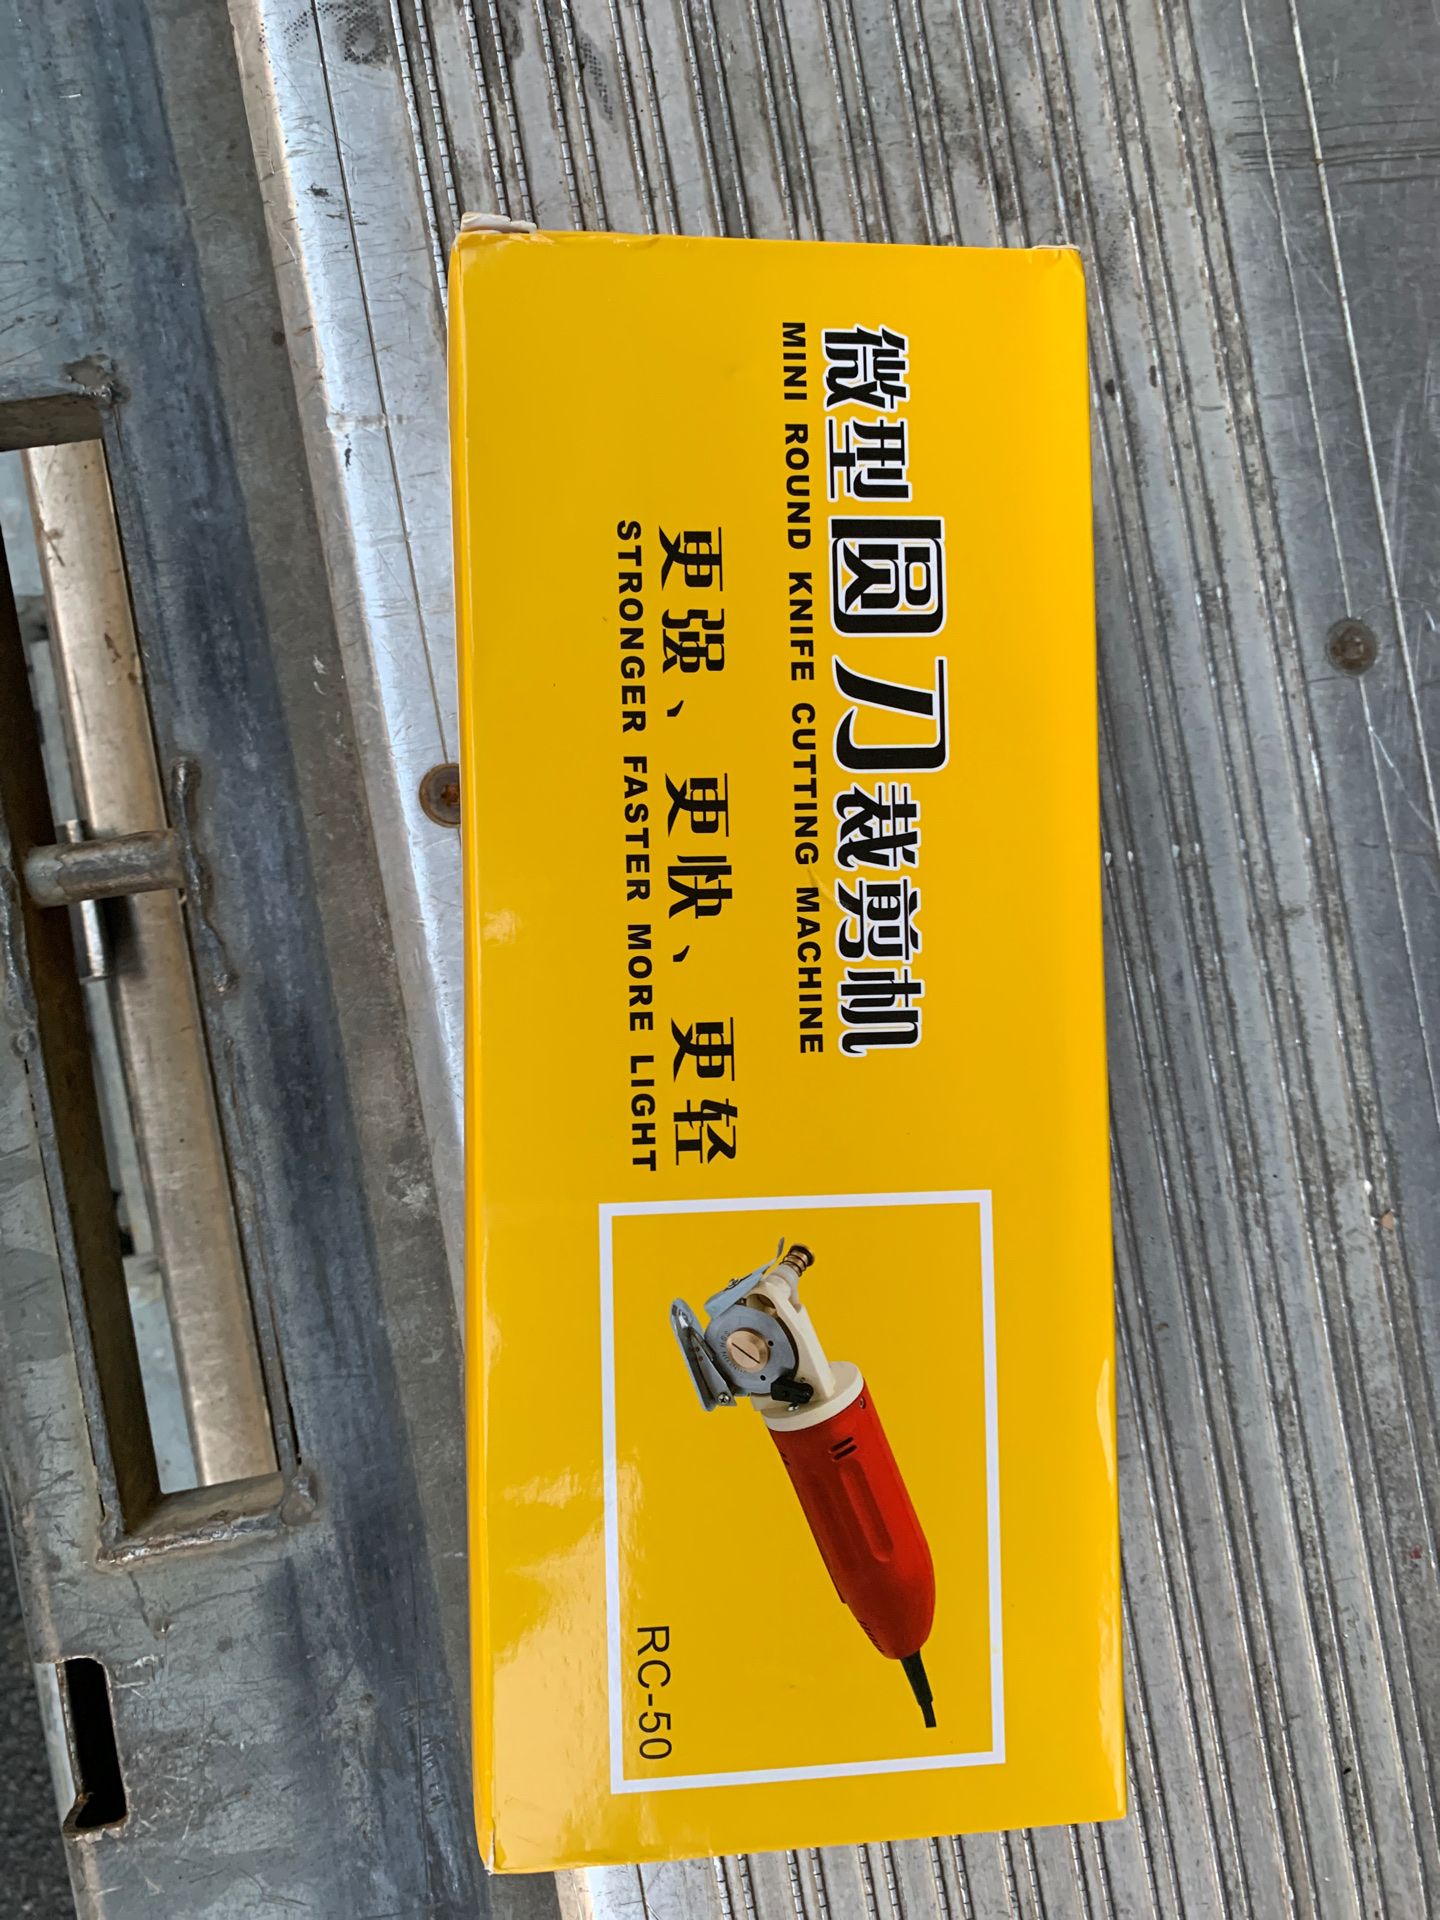 微型圆刀裁剪机
MINI ROUND KNIFE CUTTING MACHINE
更强、更快、更轻
STRONGER FASTER MORE LIGHT
RC-50